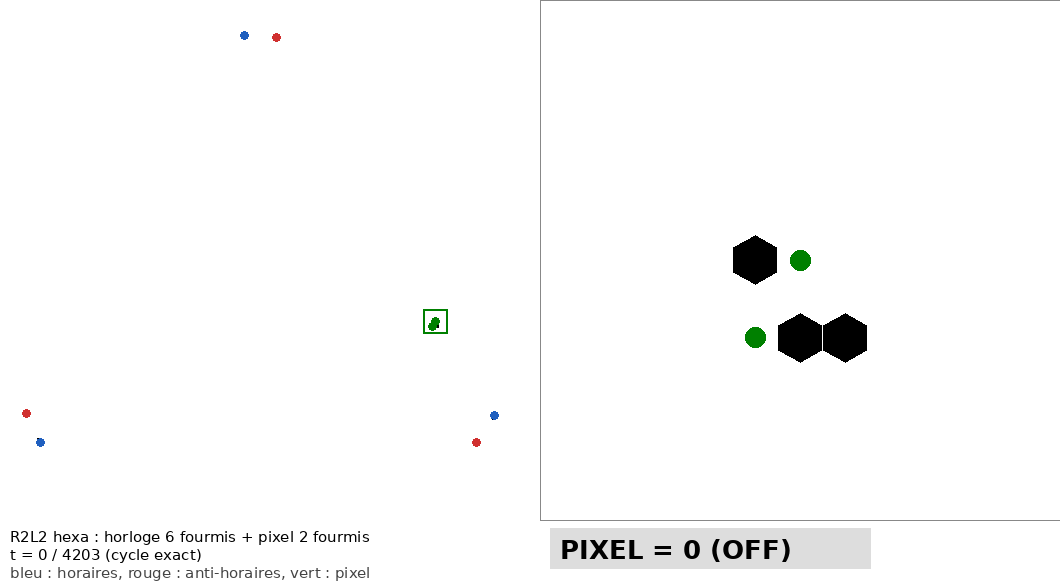 R2L2 hexa : horloge 6 fourmis + pixel 2 fourmis
t = 0 / 4203 (cycle exact)
bleu : horaires, rouge : anti-horaires, vert : pixel
PIXEL = 0 (OFF)